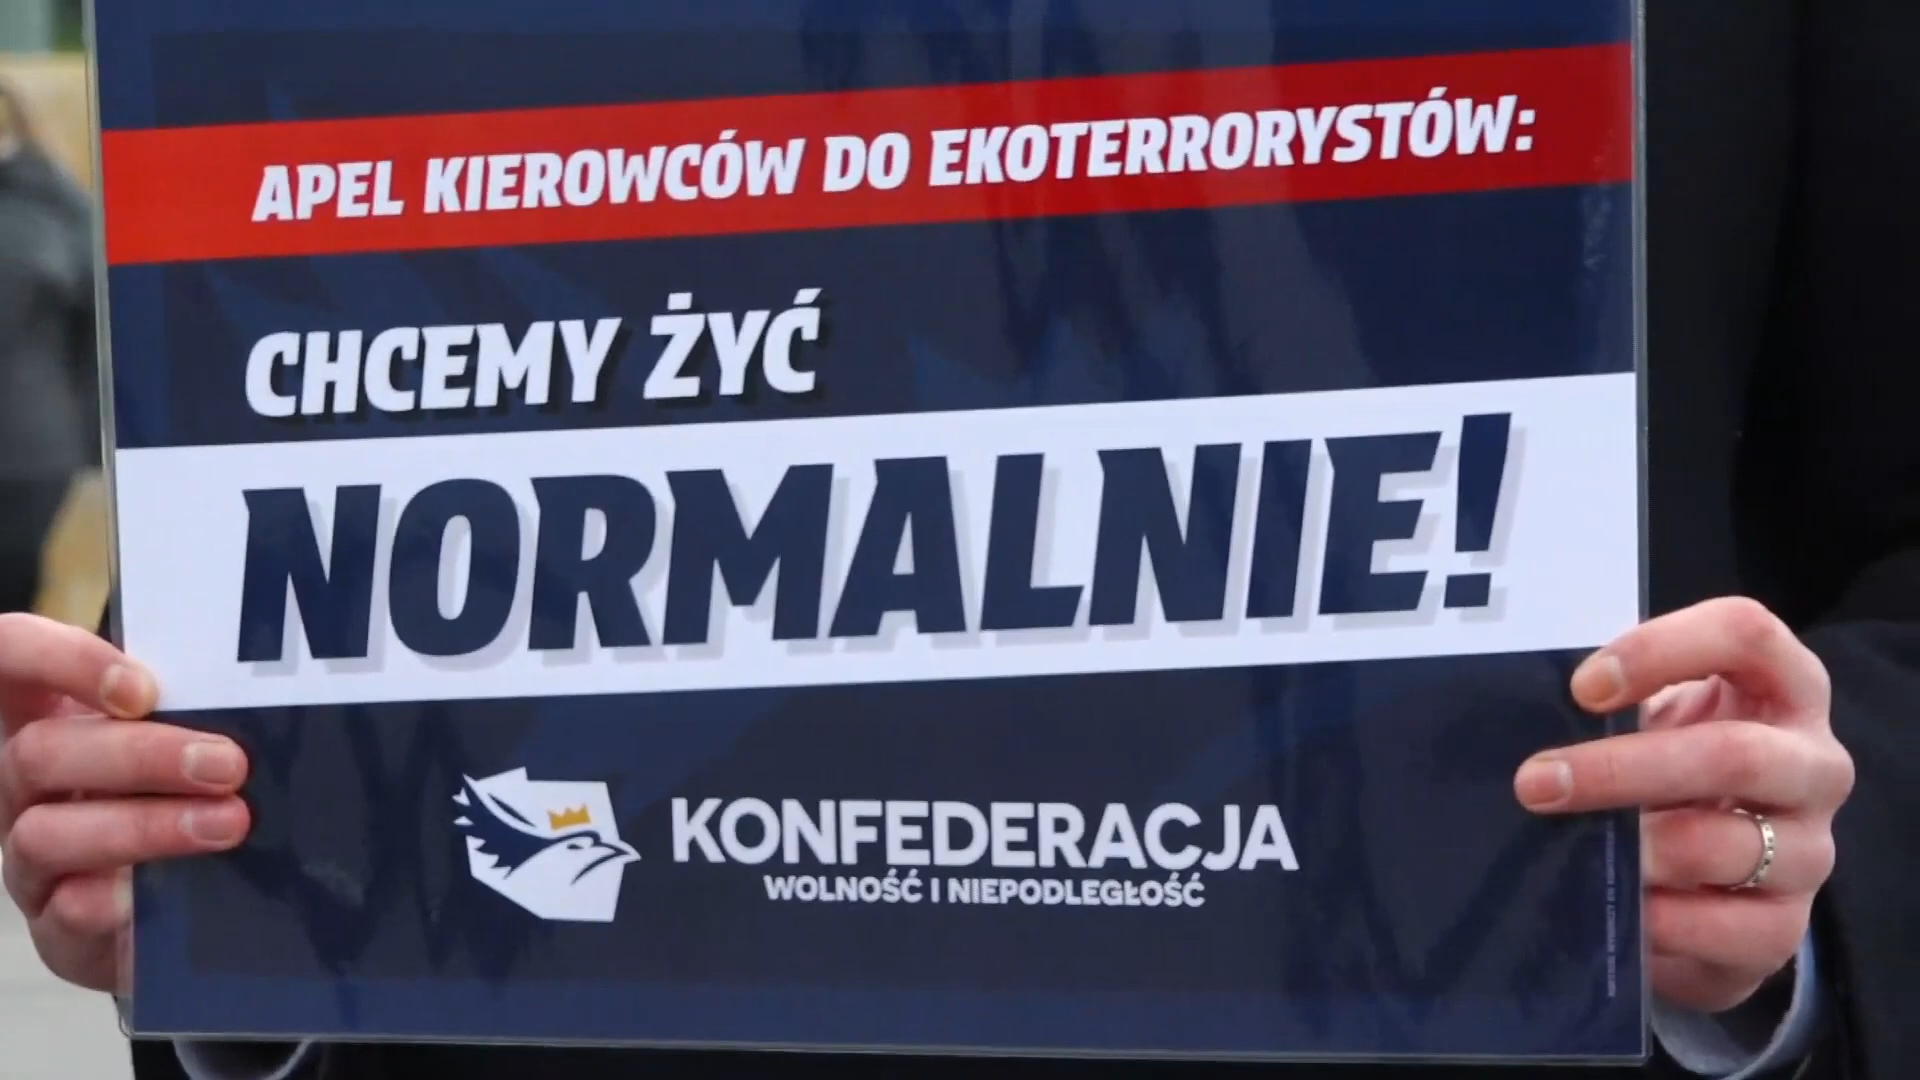 APEL KIEROWCÓW DO EKOTERRORYSTÓW:
CHCEMY ŻYĆ
NORMALNIE!
KONFEDERACJA
WOLNOŚĆ I NIEPODLEGŁOŚĆ